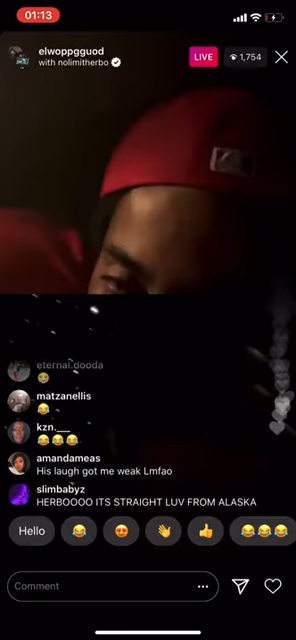 01:13
elwoppgguod
with nolimitherbo
LIVE
1,754
eternal.dooda
matzanellis
kzn.___
amandameas
His laugh got me weak Lmfao
slimbabyz
HERBOOOO ITS STRAIGHT LUV FROM ALASKA
Hello
Comment